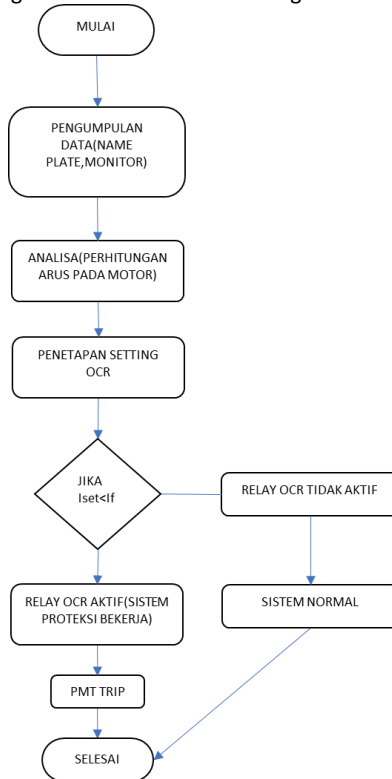 MULAI
PENGUMPULAN
DATA(NAME
PLATE,MONITOR)
ANALISA(PERHITUNGAN
ARUS PADA MOTOR)
PENETAPAN SETTING
OCR
JIKA
Iset<If
RELAY OCR TIDAK AKTIF
RELAY OCR AKTIF(SISTEM
PROTEKSI BEKERJA)
SISTEM NORMAL
PMT TRIP
SELESAI